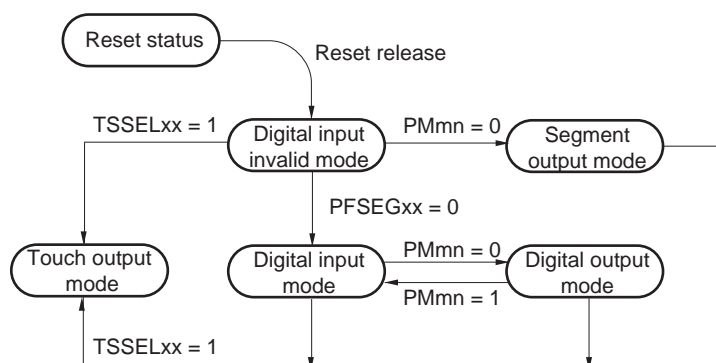 Reset status
Reset release
TSSELxx = 1
Digital input
invalid mode
PMmn = 0
Segment
output mode
PFSEGxx = 0
Touch output
mode
Digital input
mode
PMmn = 0
PMmn = 1
Digital output
mode
TSSELxx = 1